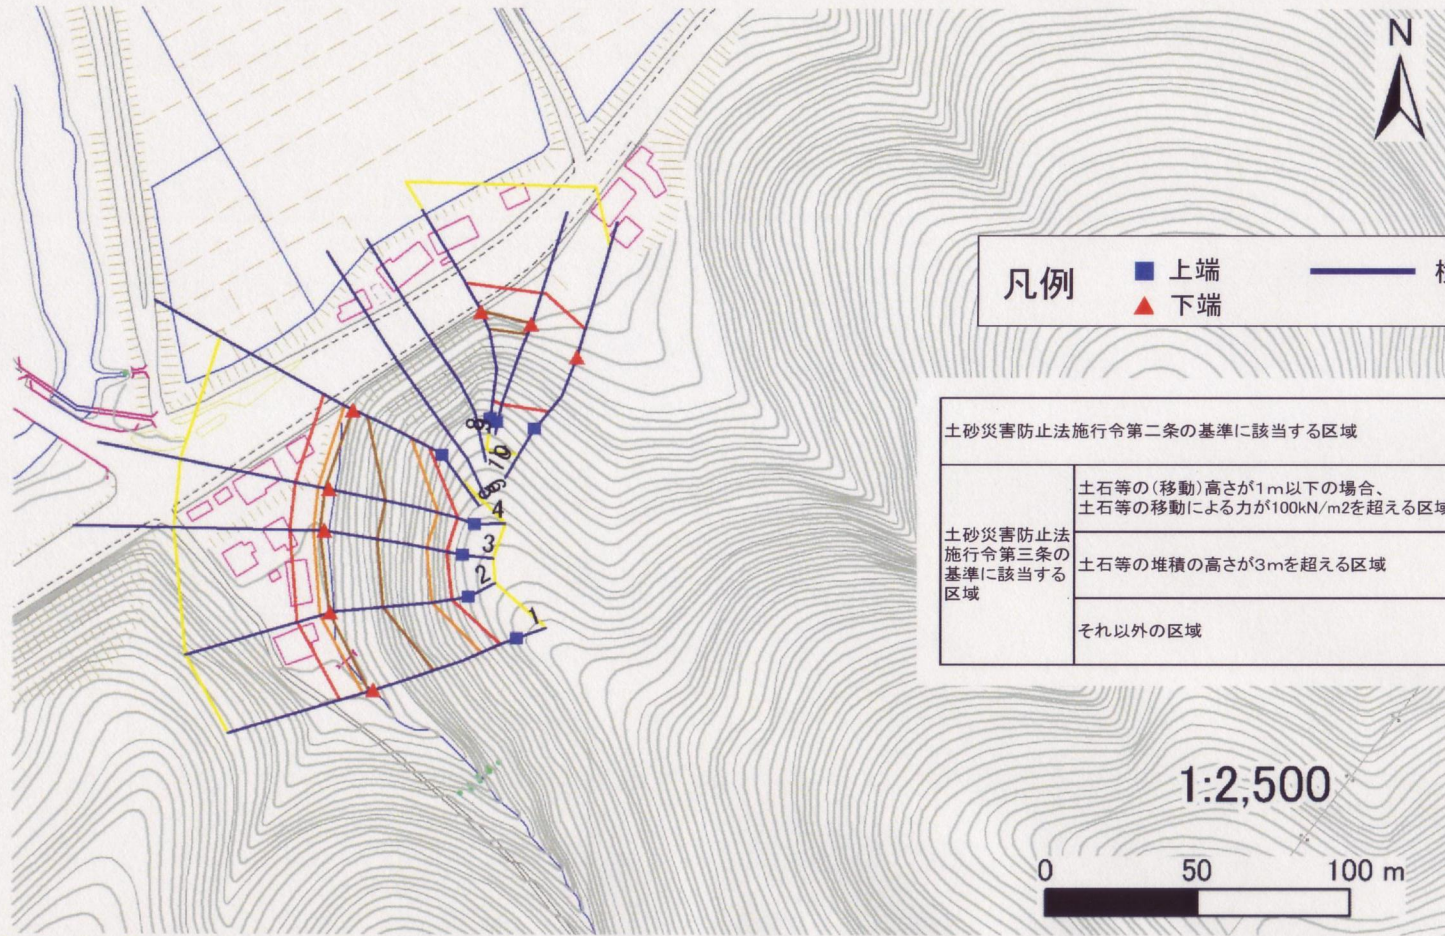 N
凡例
上端
下端
土砂災害防止法施行令第二条の基準に該当する区域
土砂災害防止法
施行令第三条の
基準に該当する
区域
土石等の(移動)高さが1m以下の場合、
土石等の移動による力が100kN/m2を超える区域
土石等の堆積の高さが3mを超える区域
それ以外の区域
4
3
2
1
1:2,500
0 50 100 m